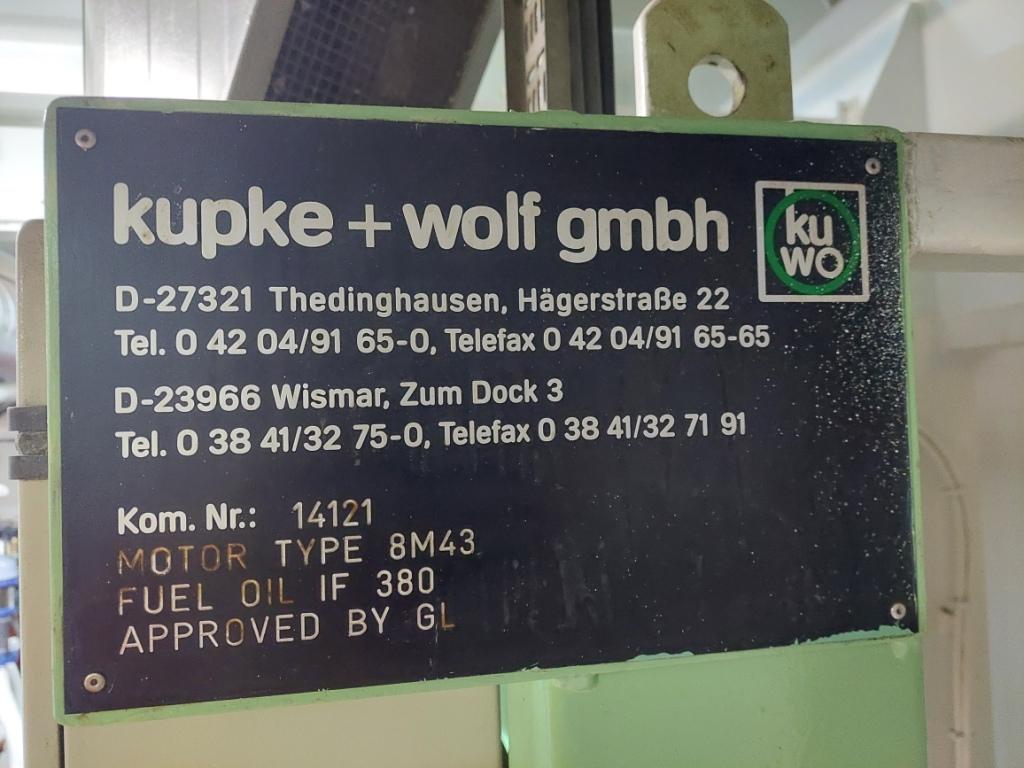 kupke + wolf gmbh
ku
wo
D-27321 Thedinghausen, Hägerstraße 22
Tel. 0 42 04/91 65-0, Telefax 0 42 04/91 65-65
D-23966 Wismar, Zum Dock 3
Tel. 0 38 41/32 75-0, Telefax 0 38 41/32 71 91
Kom. Nr.: 14121
MOTOR TYPE 8M43
FUEL OIL IF 380
APPROVED BY GL